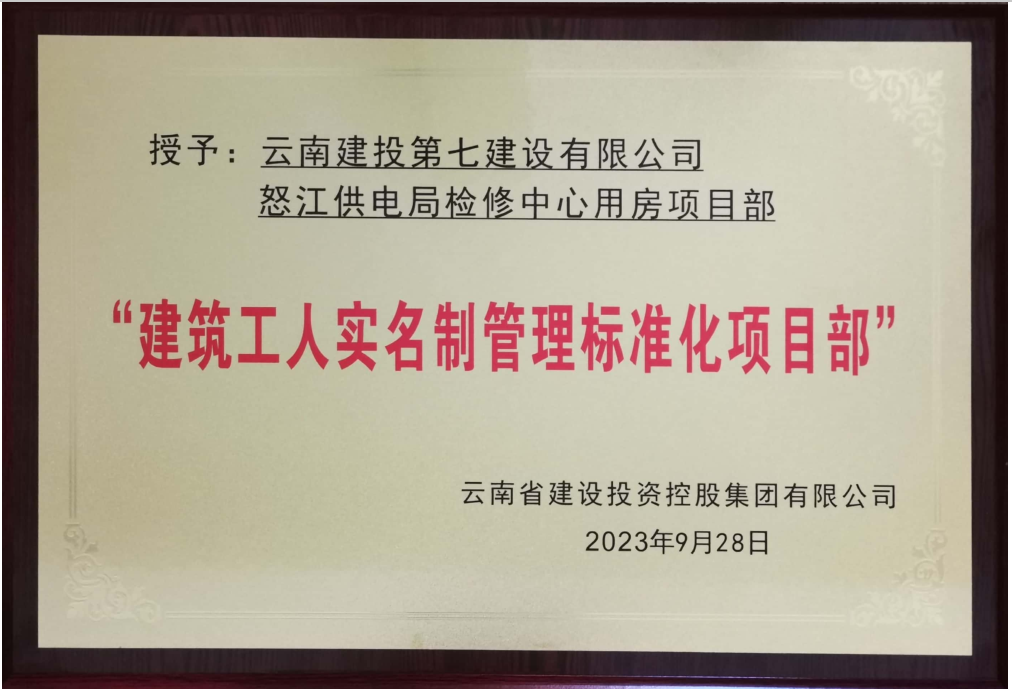 授予：云南建投第七建设有限公司
怒江供电局检修中心用房项目部
“建筑工人实名制管理标准化项目部”
云南省建设投资控股集团有限公司
2023年9月28日